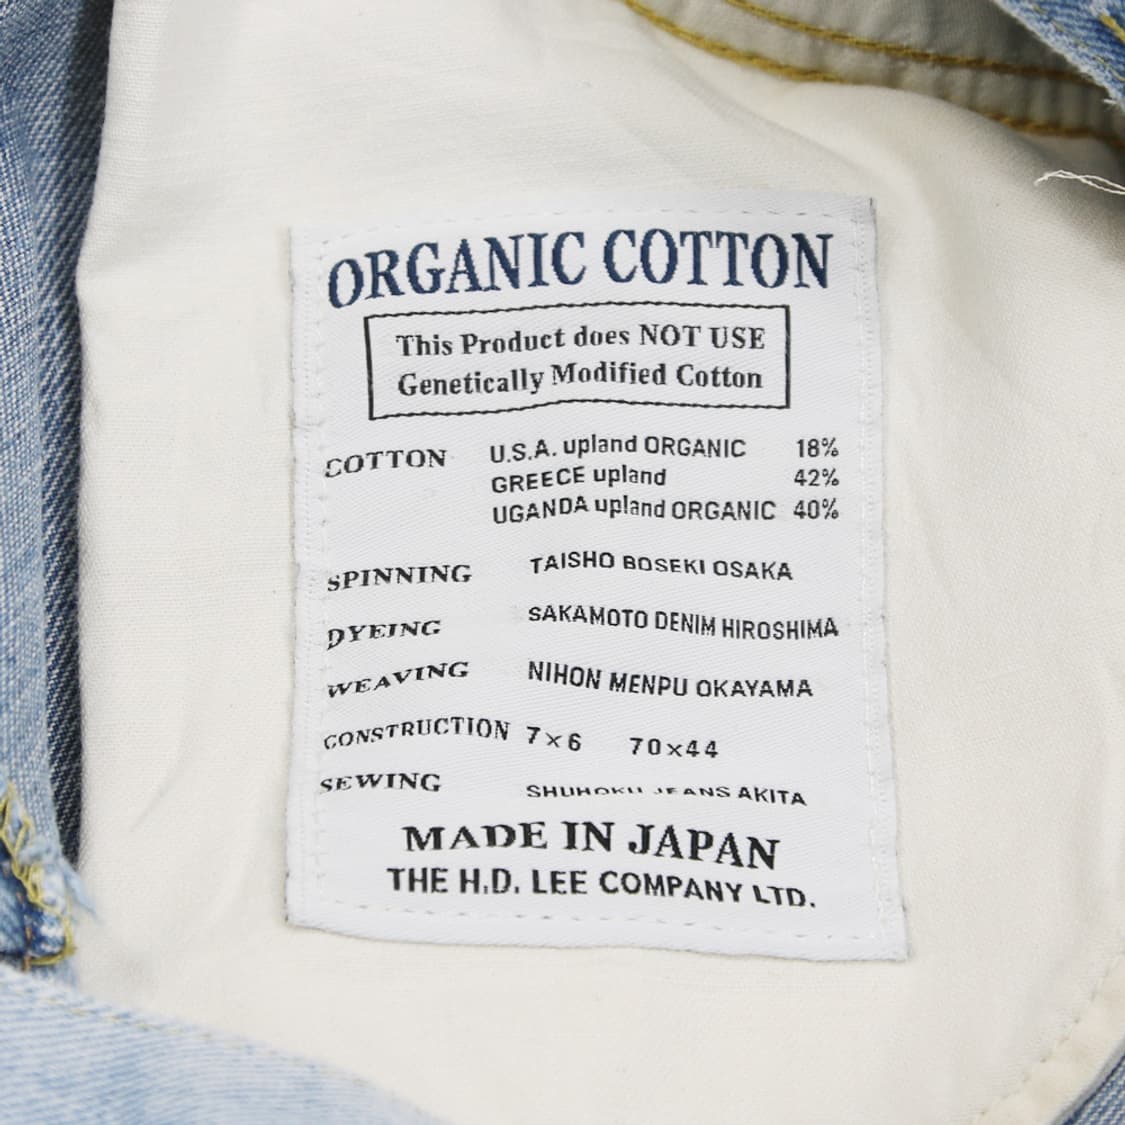 ORGANIC COTTON
This Product does NOT USE
Genetically Modified Cotton
COTTON U.S.A. upland ORGANIC 18%
GREECE upland 42%
UGANDA upland ORGANIC 40%
SPINNING TAISHO BOSEKI OSAKA
DYEING SAKAMOTO DENIM HIROSHIMA
WEAVING NIHON MENPU OKAYAMA
CONSTRUCTION 7×6 70×44
SEWING JEANS AKITA
MADE IN JAPAN
THE H.D. LEE COMPANY LTD.